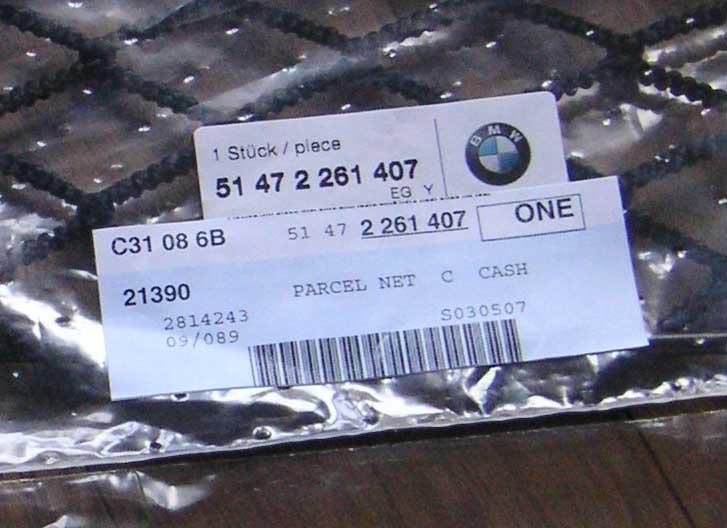 1 Stück / piece
BMW
51 47 2 261 407
EG Y
C31 08 6B
51 47 2 261 407
ONE
21390
PARCEL NET C CASH
2814243
S030507
09/089